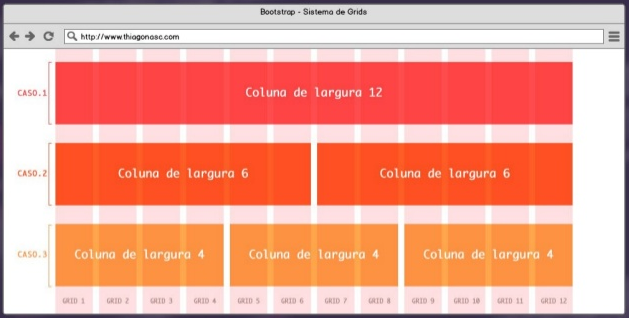 Bootstrap - Sistema de Grids
http://www.thiagonasc.com
CASO.1
Coluna de largura 12
CASO.2
Coluna de largura 6
Coluna de largura 6
CASO.3
Coluna de largura 4
Coluna de largura 4
Coluna de largura 4
GRID 1 GRID 2 GRID 3 GRID 4 GRID 5 GRID 6 GRID 7 GRID 8 GRID 9 GRID 10 GRID 11 GRID 12